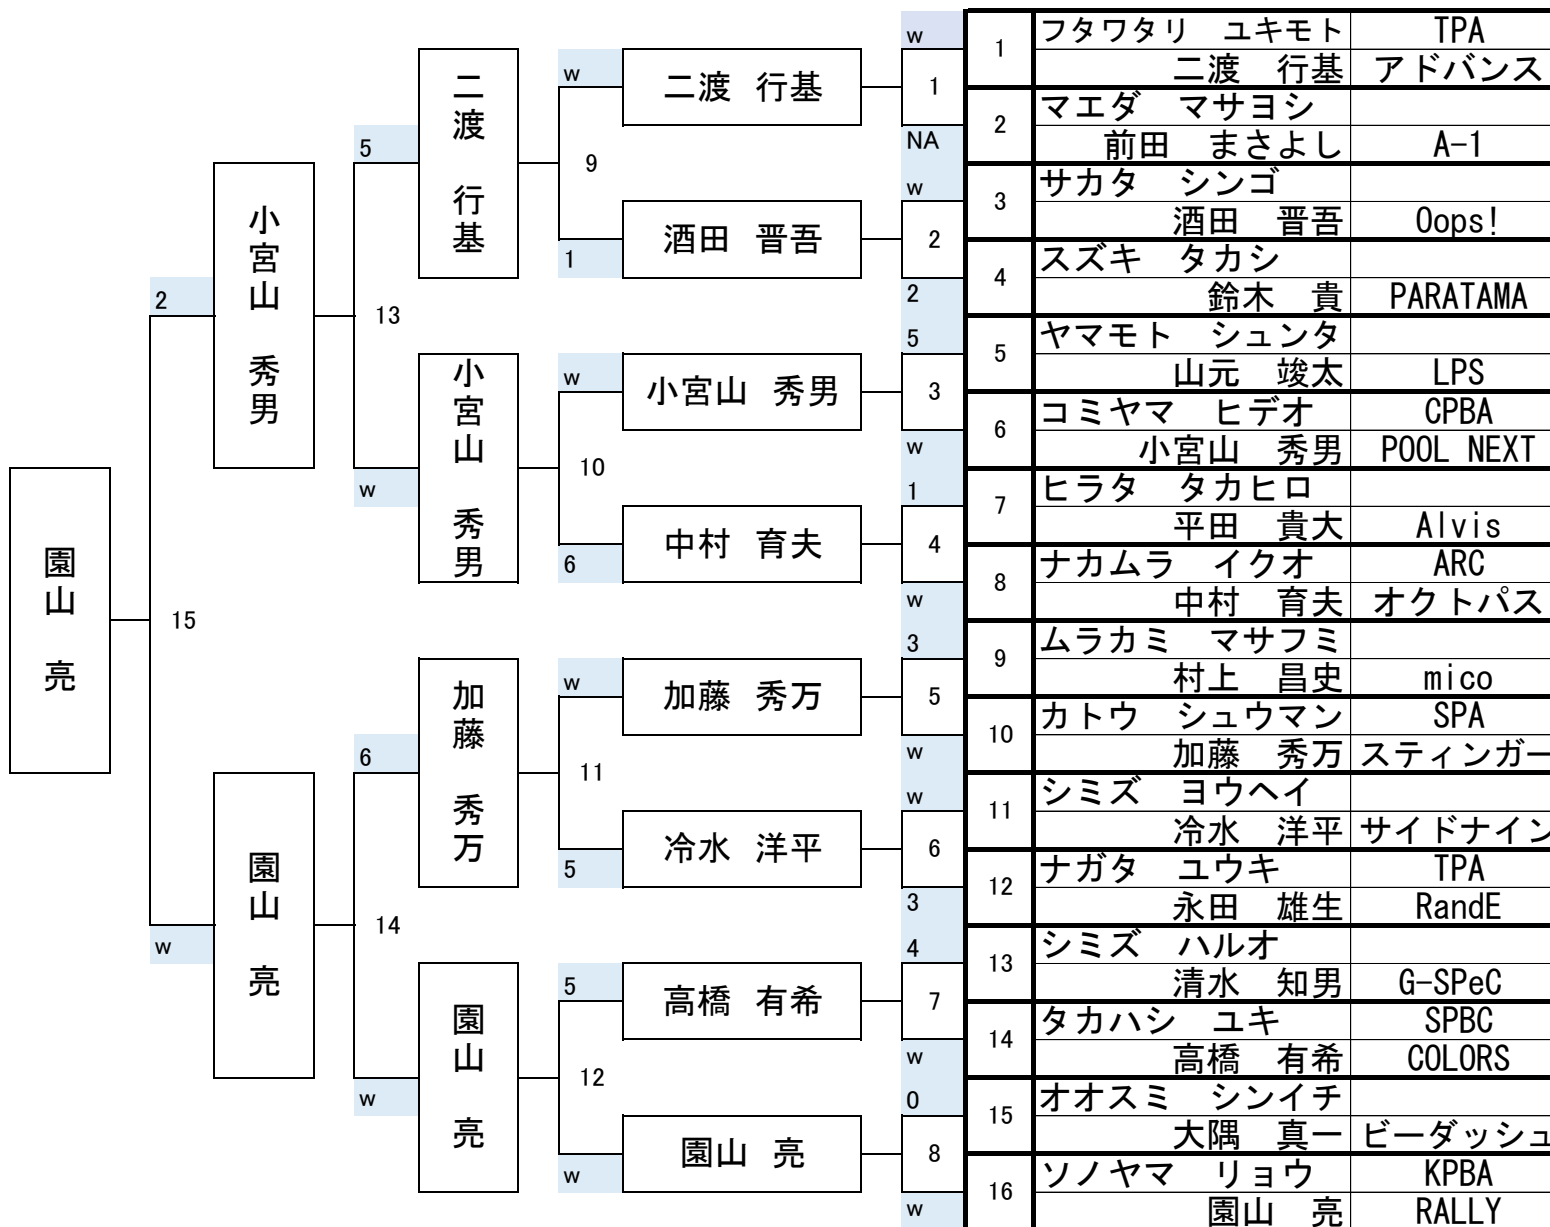 園山　亮
2
15
w
小宮山　秀男
園山　亮
5
13
w
6
14
w
二渡　行基
小宮山　秀男
加藤　秀万
園山　亮
w
9
1
w
10
6
w
11
5
5
12
w
二渡　行基
酒田　晋吾
小宮山　秀男
中村　育夫
加藤　秀万
冷水　洋平
高橋　有希
園山　亮
w
1
NA
w
2
2
5
3
w
1
4
w
3
5
w
w
6
3
4
7
w
0
8
w
1 フタワタリ　ユキモト TPA
二渡　行基 アドバンス
2 マエダ　マサヨシ
前田　まさよし A-1
3 サカタ　シンゴ
酒田　晋吾 Oops!
4 スズキ　タカシ
鈴木　貴 PARATAMA
5 ヤマモト　シュンタ
山元　竣太 LPS
6 コミヤマ　ヒデオ CPBA
小宮山　秀男 POOL NEXT
7 ヒラタ　タカヒロ
平田　貴大 Alvis
8 ナカムラ　イクオ ARC
中村　育夫 オクトパス
9 ムラカミ　マサフミ
村上　昌史 mico
10 カトウ　シュウマン SPA
加藤　秀万 スティンガー
11 シミズ　ヨウヘイ
冷水　洋平 サイドナイン
12 ナガタ　ユウキ TPA
永田　雄生 RandE
13 シミズ　ハルオ
清水　知男 G-SPeC
14 タカハシ　ユキ SPBC
高橋　有希 COLORS
15 オオスミ　シンイチ
大隅　真一 ビーダッシュ
16 ソノヤマ　リョウ KPBA
園山　亮 RALLY